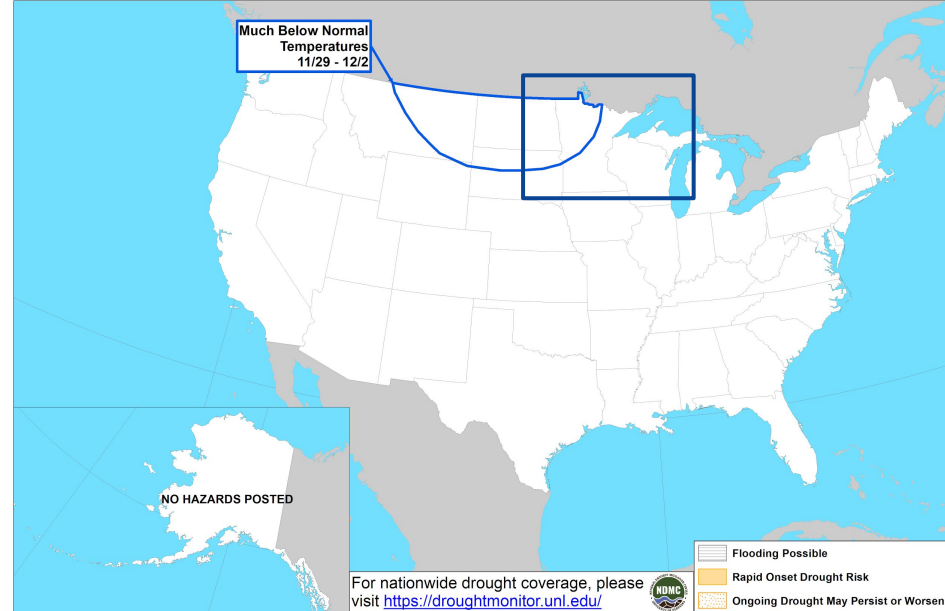 Much Below Normal
Temperatures
11/29 - 12/2
NO HAZARDS POSTED
For nationwide drought coverage, please
visit https://droughtmonitor.unl.edu/
NDMC
Flooding Possible
Rapid Onset Drought Risk
Ongoing Drought May Persist or Worsen